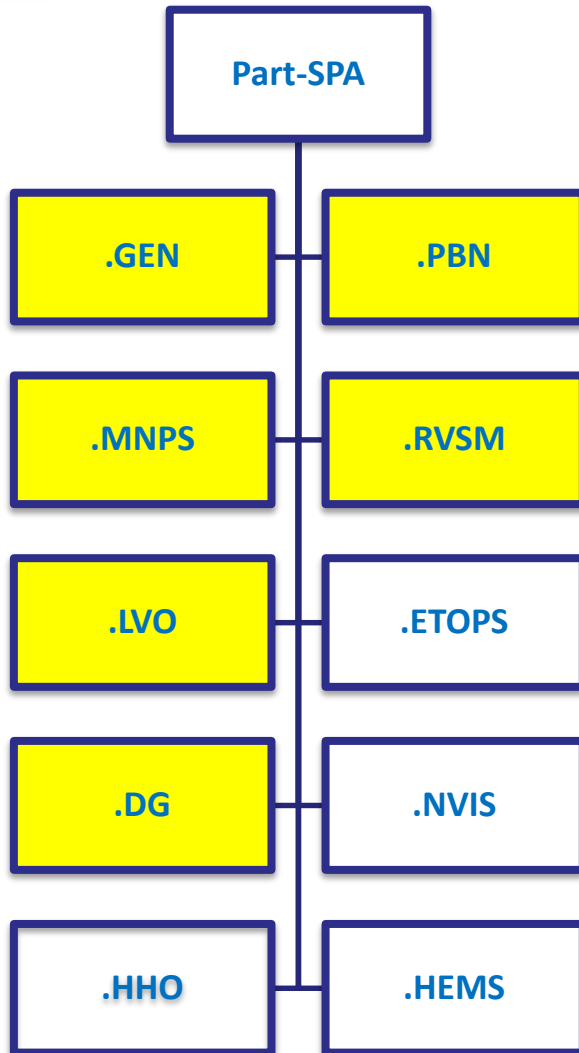 Part-SPA
.GEN
.PBN
.MNPS
.RVSM
.LVO
.ETOPS
.DG
.NVIS
.HHO
.HEMS